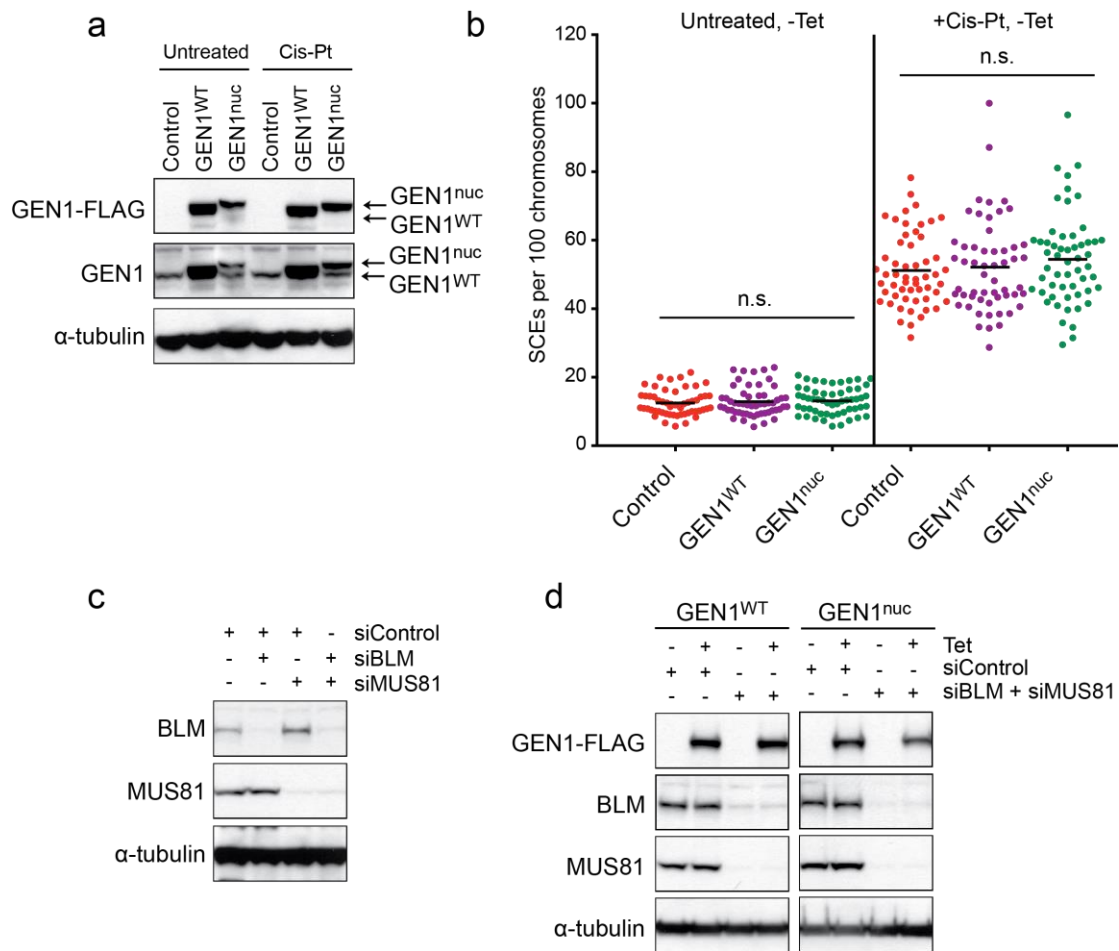 a
Untreated Cis-Pt
Control GEN1WT GEN1nuc Control GEN1WT GEN1nuc
GEN1-FLAG GEN1nuc
GEN1WT
GEN1 GEN1nuc
GEN1WT
α-tubulin
b
Untreated, -Tet +Cis-Pt, -Tet
SCEs per 100 chromosomes
120
100
80
60
40
20
0
n.s.
n.s.
Control GEN1WT GEN1nuc Control GEN1WT GEN1nuc
c
+ + + - siControl
- + - + siBLM
- - + + siMUS81
BLM
MUS81
α-tubulin
d
GEN1WT GEN1nuc
- + - + - + - + Tet
+ + - - + + - - siControl
- - + + - - + + siBLM + siMUS81
GEN1-FLAG
BLM
MUS81
α-tubulin